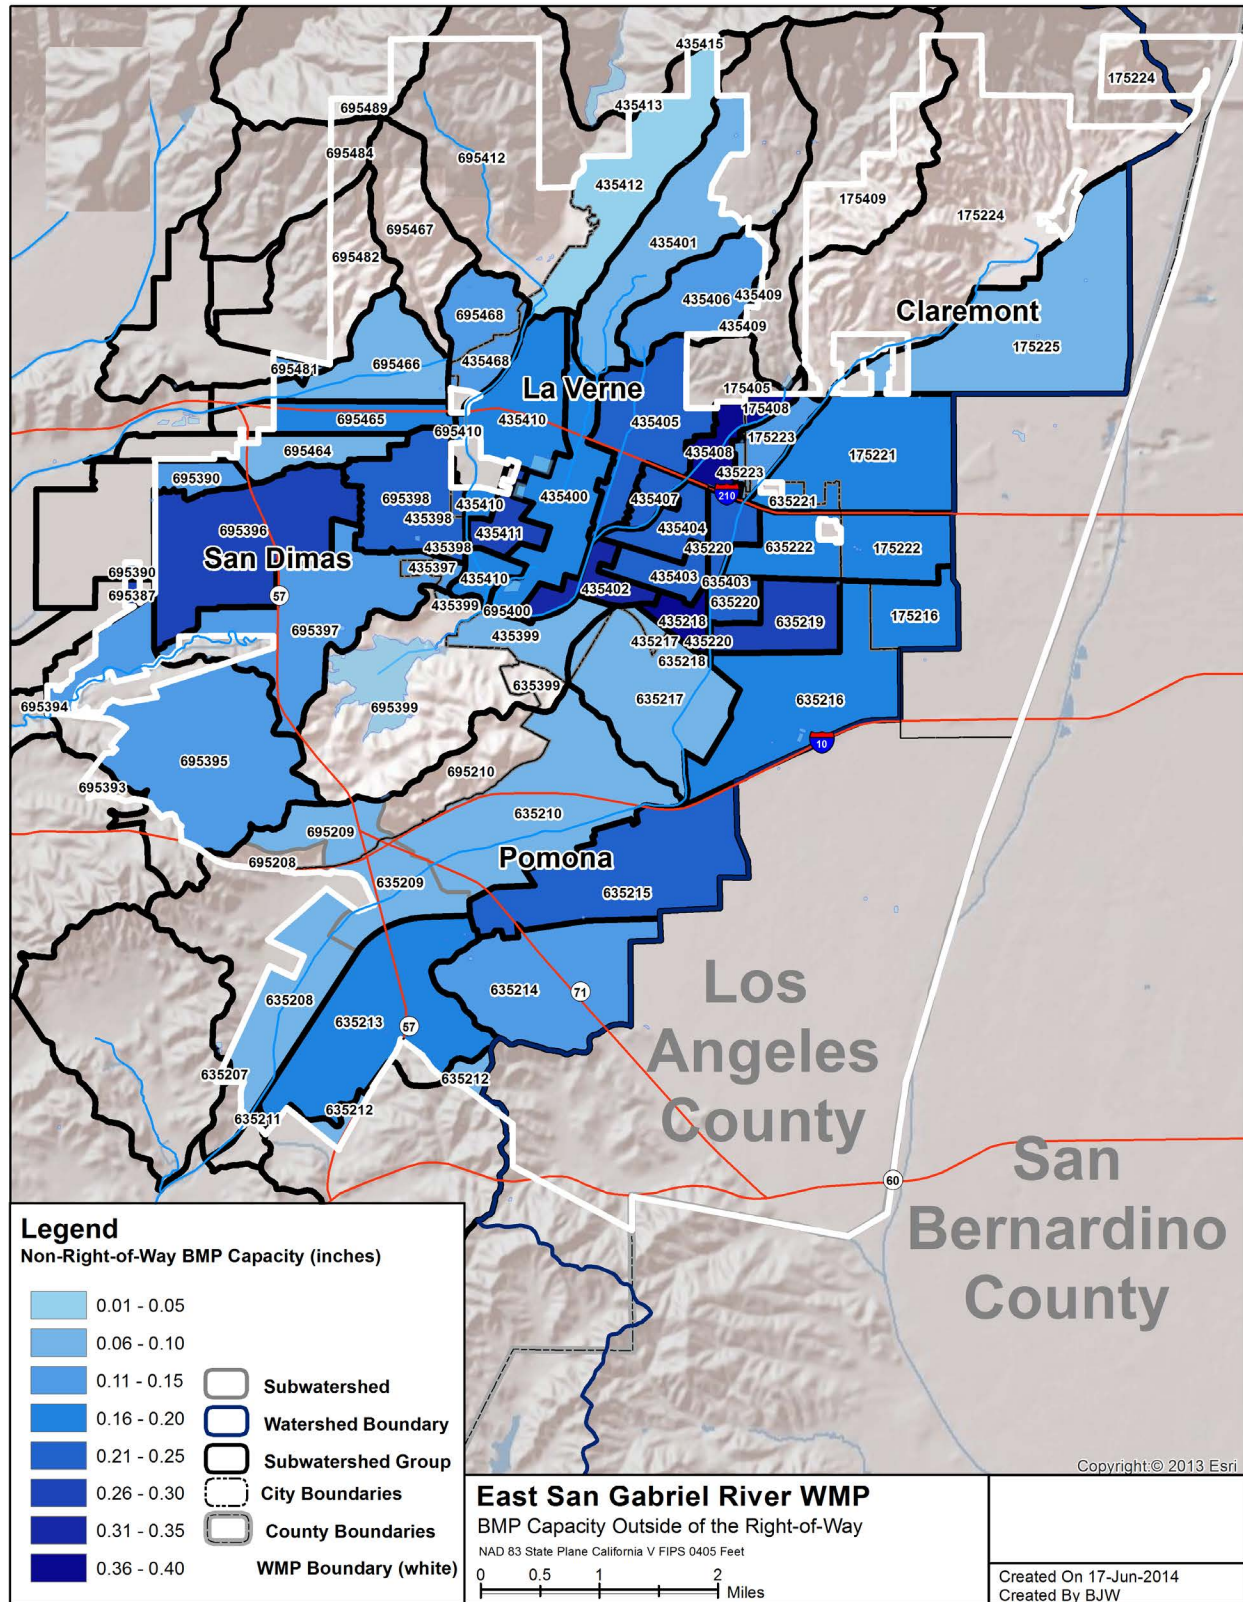 435415
175224
435413
695489
695484
695412
435412
175409
175224
695467
695482
435401
435409
435406
435409
Claremont
695468
175225
435468
695466
695481
La Verne
175405
175408
435405
435410
695465
695410
175223
175221
435408
695464
435223
695390
210
435400
435407
695398
635221
435410
435398
435404
435411
695396
San Dimas
435220
635222
175222
435398
435397
695390
435403
635403
435410
695387
435402
57
435399
695400
635220
175216
435218
635219
695397
435399
435217
435220
635218
635399
695394
695399
635217
635216
10
695395
695210
695393
635210
695209
Pomona
695208
635209
635215
Los
Angeles
County
635214
71
635208
635213
57
635207
635212
635212
635211
San
Bernardino
County
60
Legend
Non-Right-of-Way BMP Capacity (inches)
0.01 - 0.05
0.06 - 0.10
0.11 - 0.15
0.16 - 0.20
0.21 - 0.25
0.26 - 0.30
0.31 - 0.35
0.36 - 0.40
Subwatershed
Watershed Boundary
Subwatershed Group
City Boundaries
County Boundaries
WMP Boundary (white)
Copyright:© 2013 Esri
East San Gabriel River WMP
BMP Capacity Outside of the Right-of-Way
NAD 83 State Plane California V FIPS 0405 Feet
0 0.5 1 2
Miles
Created On 17-Jun-2014
Created By BJW